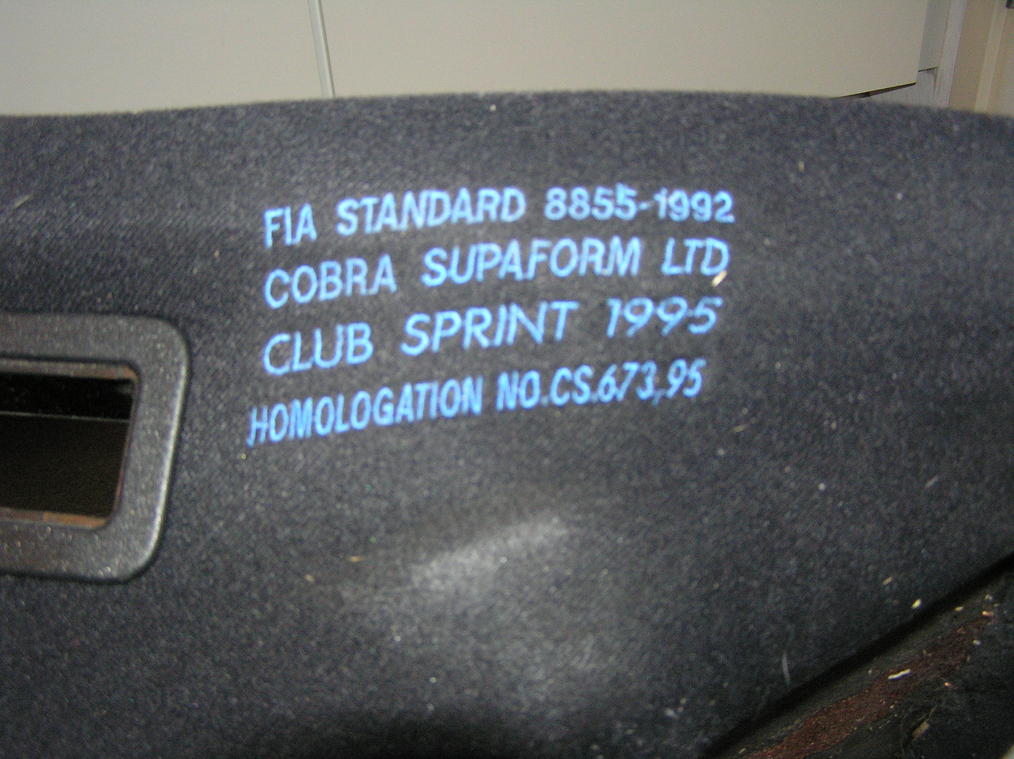 FIA STANDARD 8855-1992
COBRA SUPAFORM LTD
CLUB SPRINT 1995
HOMOLOGATION NO.CS.673.95